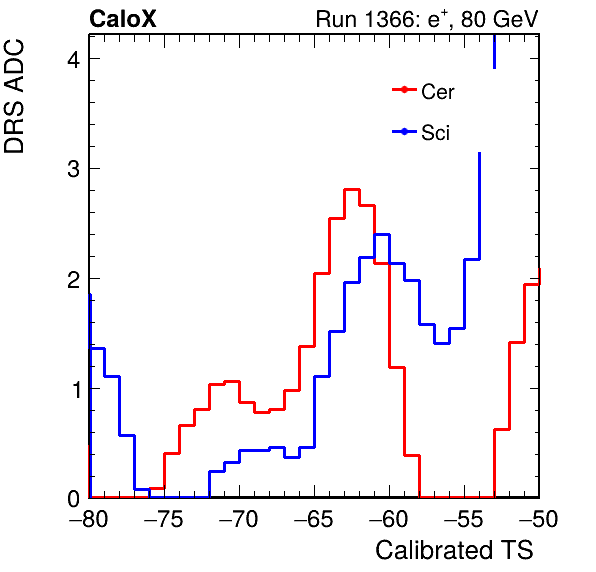 CaloX Run 1366: e⁺, 80 GeV
DRS ADC
4
Cer
Sci
3
2
1
0
−80 −75 −70 −65 −60 −55 −50
Calibrated TS